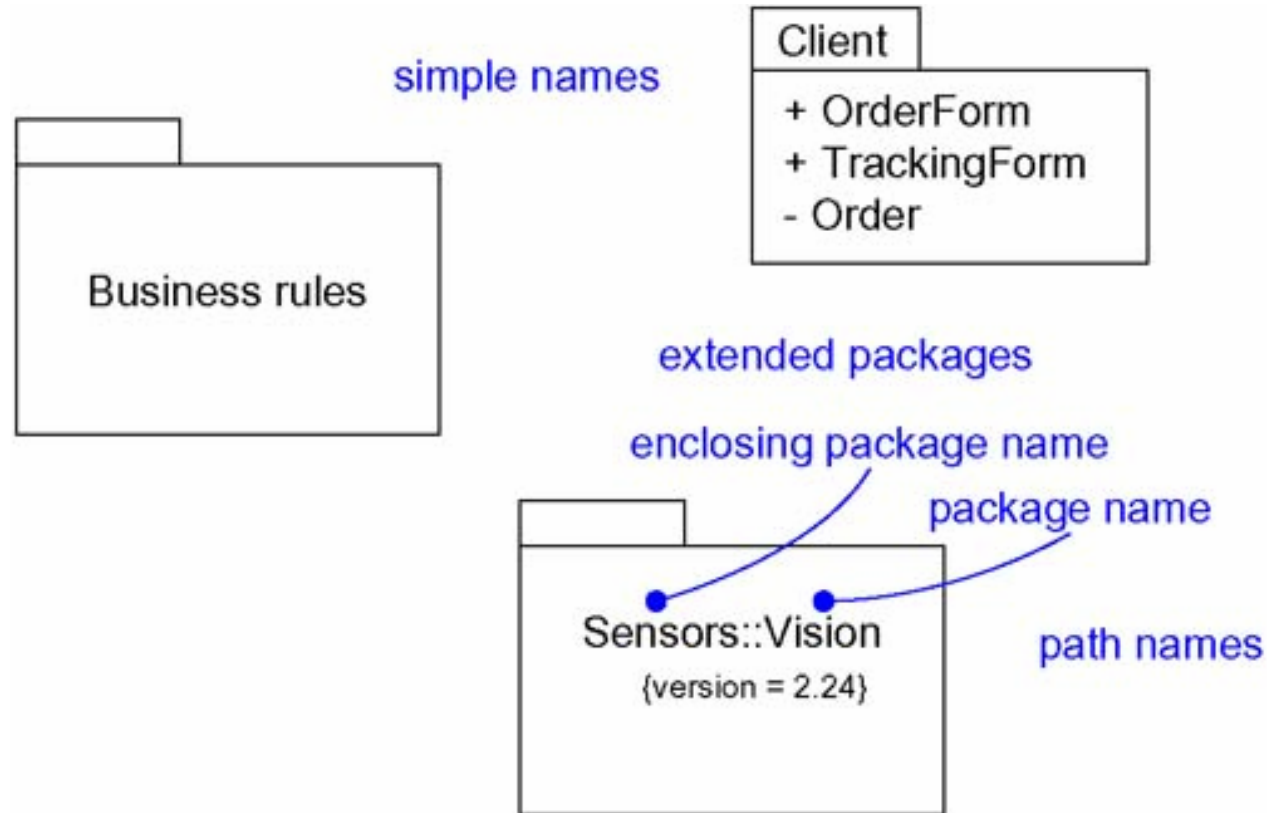 simple names
Client
+ OrderForm
+ TrackingForm
- Order
Business rules
extended packages
enclosing package name
package name
Sensors::Vision
{version = 2.24}
path names